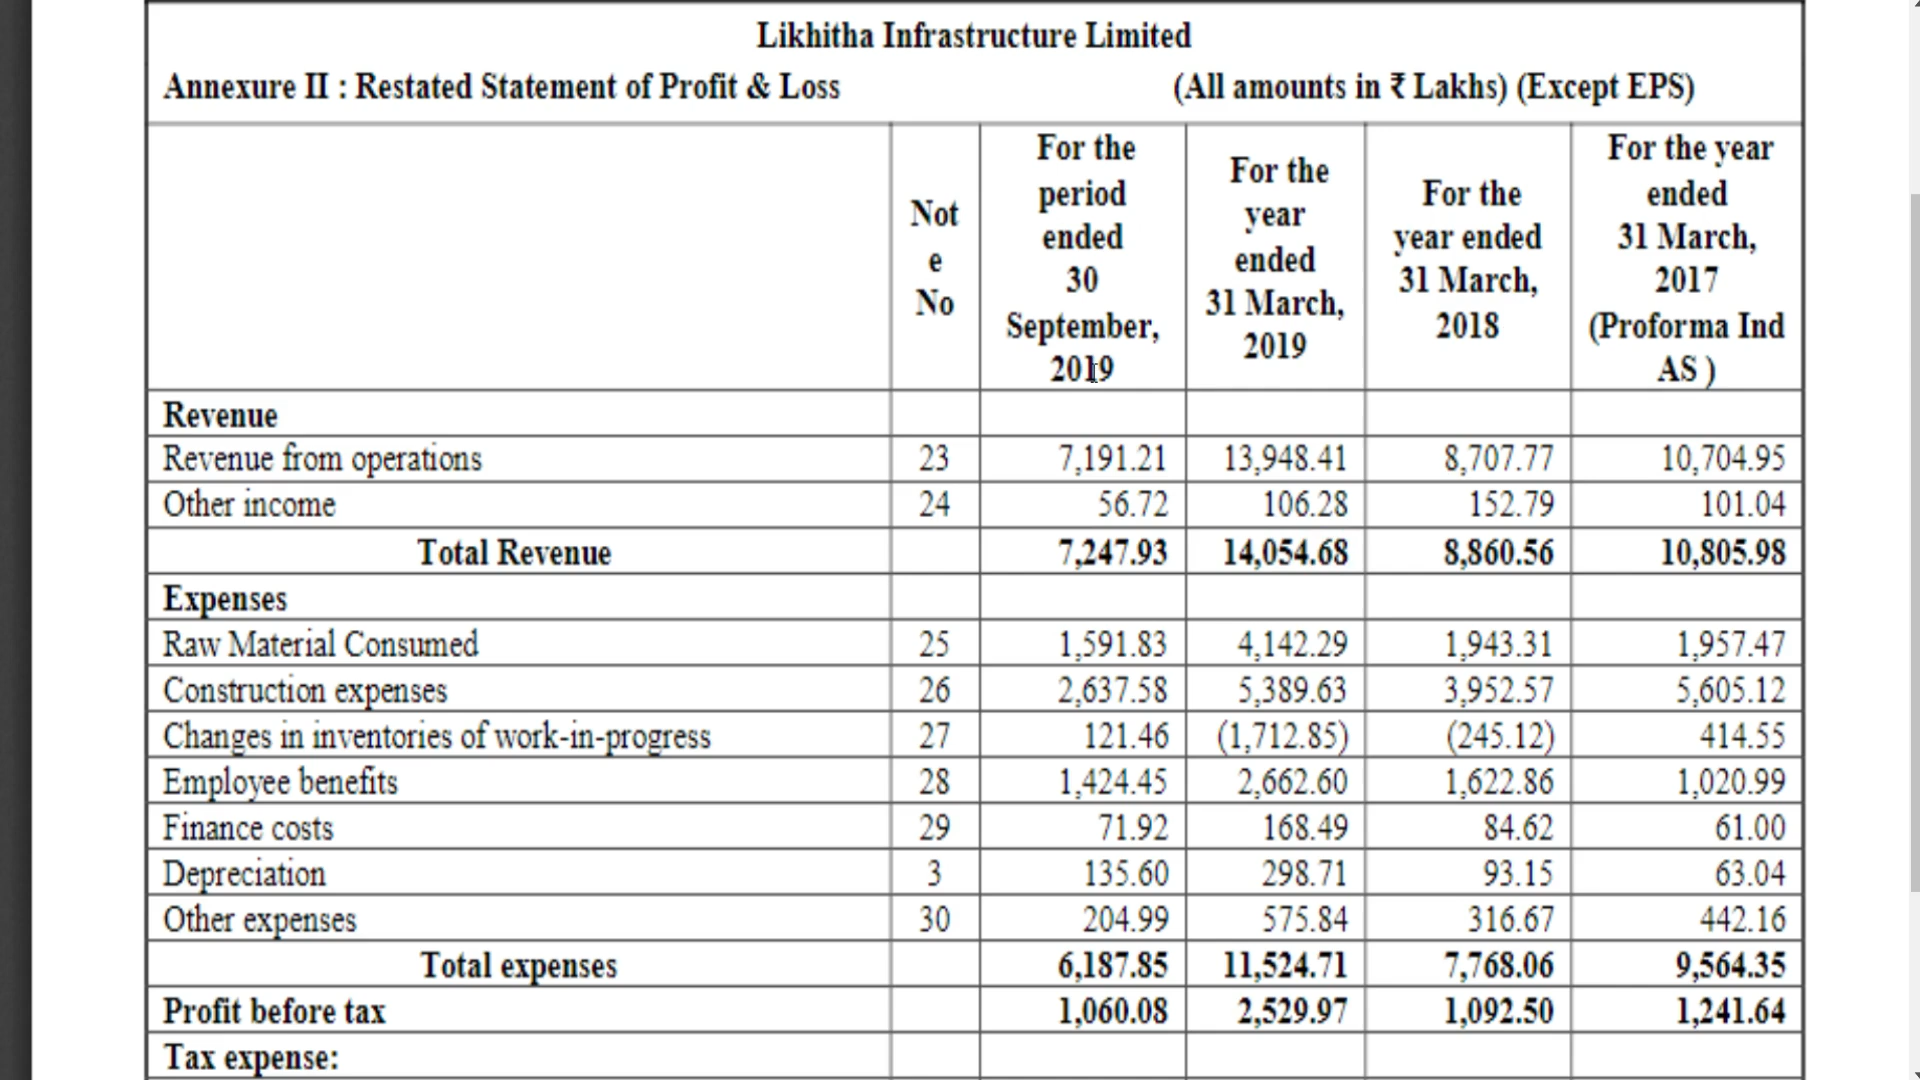 Likhitha Infrastructure Limited
Annexure II : Restated Statement of Profit & Loss (All amounts in ₹ Lakhs) (Except EPS)
Not
e
No
For the
period
ended
30
September,
2019
For the
year
ended
31 March,
2019
For the
year ended
31 March,
2018
For the year
ended
31 March,
2017
(Proforma Ind
AS )
Revenue
Revenue from operations 23 7,191.21 13,948.41 8,707.77 10,704.95
Other income 24 56.72 106.28 152.79 101.04
Total Revenue 7,247.93 14,054.68 8,860.56 10,805.98
Expenses
Raw Material Consumed 25 1,591.83 4,142.29 1,943.31 1,957.47
Construction expenses 26 2,637.58 5,389.63 3,952.57 5,605.12
Changes in inventories of work-in-progress 27 121.46 (1,712.85) (245.12) 414.55
Employee benefits 28 1,424.45 2,662.60 1,622.86 1,020.99
Finance costs 29 71.92 168.49 84.62 61.00
Depreciation 3 135.60 298.71 93.15 63.04
Other expenses 30 204.99 575.84 316.67 442.16
Total expenses 6,187.85 11,524.71 7,768.06 9,564.35
Profit before tax 1,060.08 2,529.97 1,092.50 1,241.64
Tax expense: